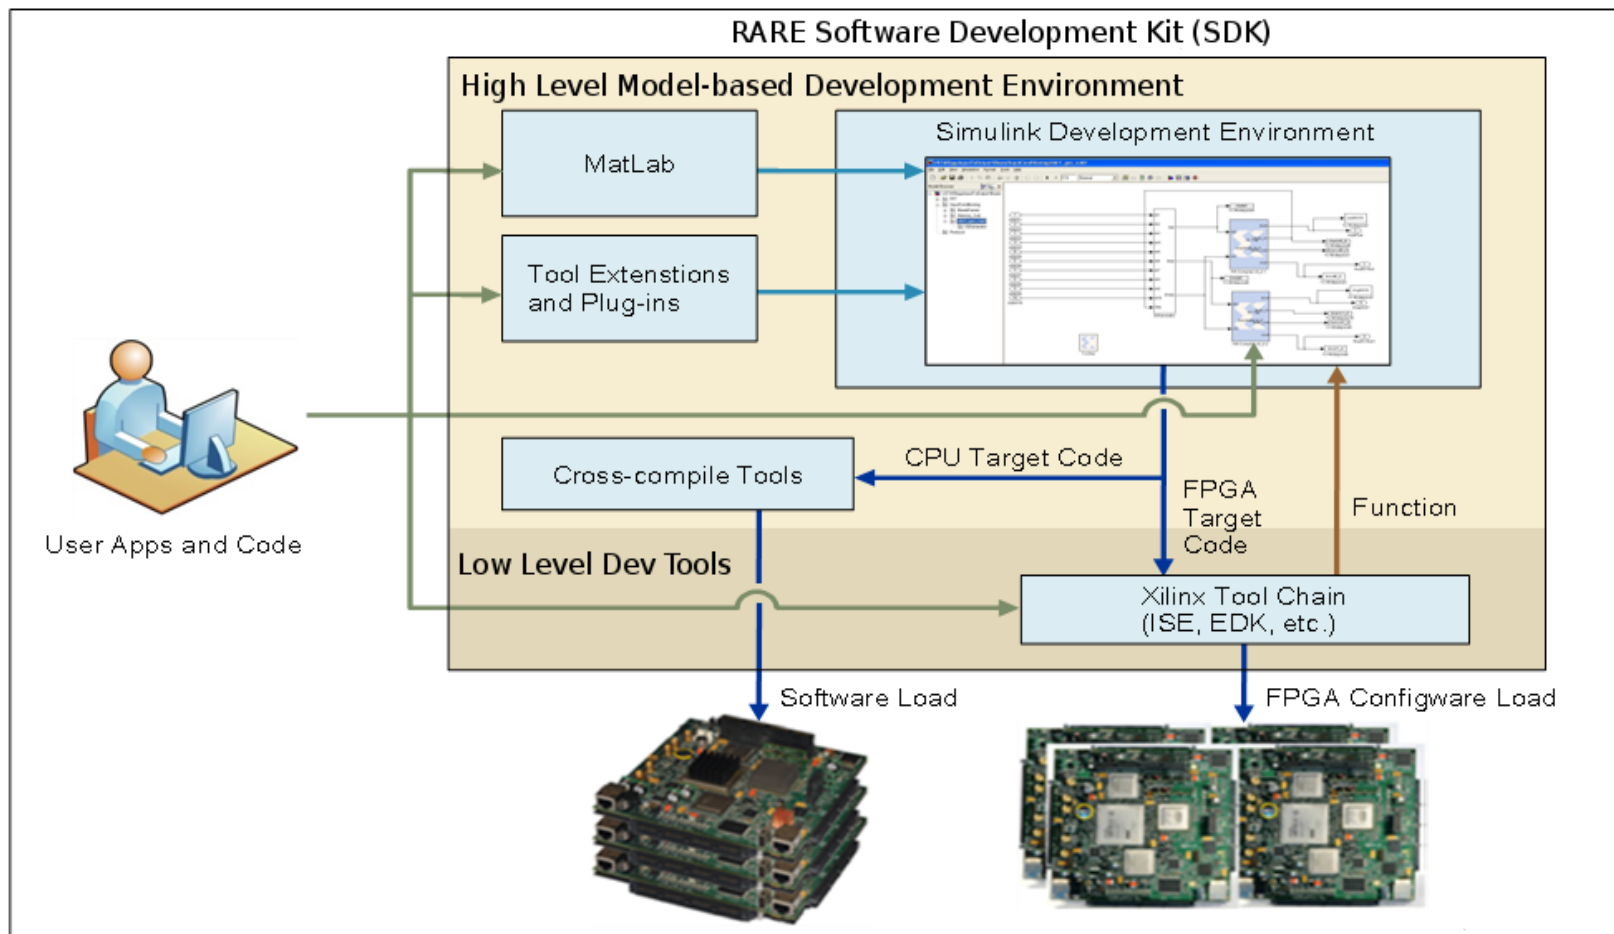 RARE Software Development Kit (SDK)
High Level Model-based Development Environment
MatLab
Simulink Development Environment
Tool Extenstions
and Plug-ins
User Apps and Code
Cross-compile Tools
CPU Target Code
FPGA
Target
Code
Function
Low Level Dev Tools
Xilinx Tool Chain
(ISE, EDK, etc.)
Software Load
FPGA Configware Load